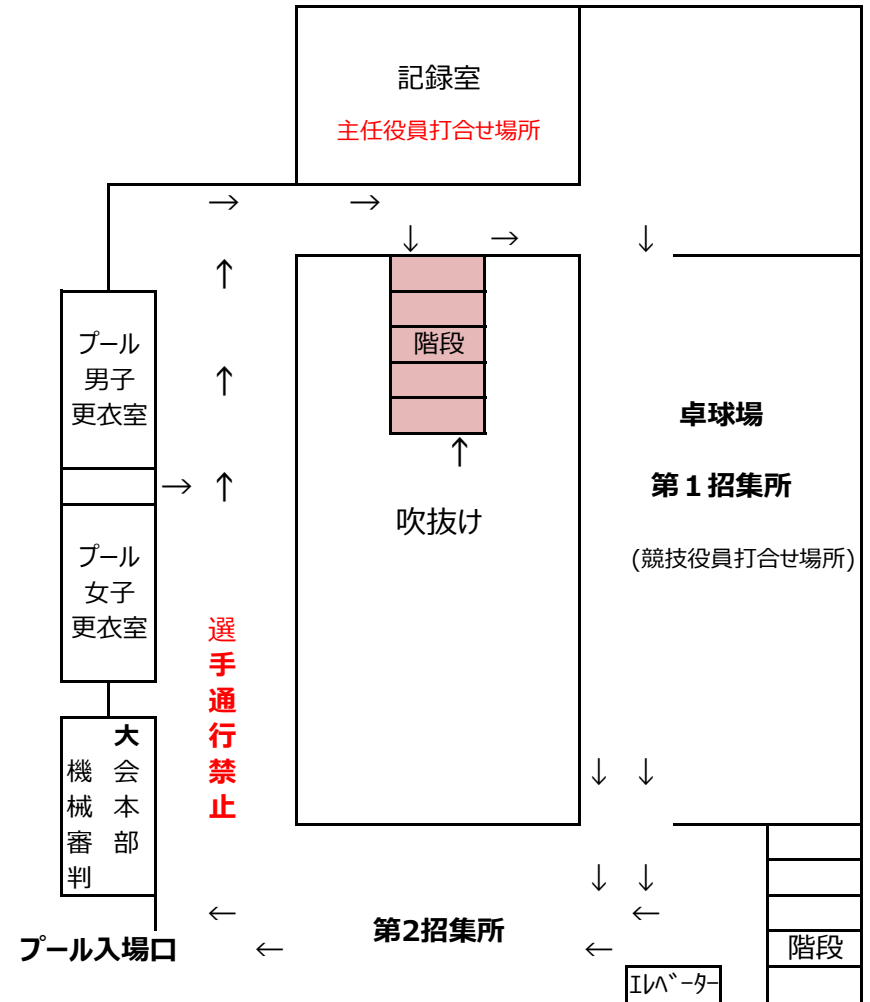 記録室
主任役員打合せ場所
→
→
↓
→
↓
↑
プール
男子
更衣室
↑
階段
↑
卓球場
→
↑
第１招集所
吹抜け
(競技役員打合せ場所)
プール
女子
更衣室
選手通行禁止
大会本部
機械審判
↓
↓
↓
↓
←
←
第2招集所
プール入場口
←
←
階段
ｴﾚﾍﾞｰﾀｰ